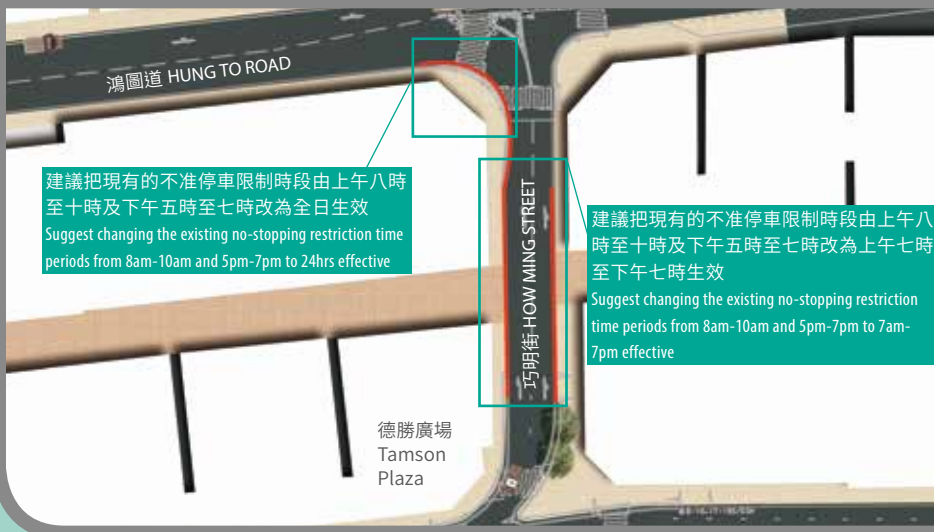 鴻圖道 HUNG TO ROAD
建議把現有的不准停車限制時段由上午八時
至十時及下午五時至七時改為全日生效
Suggest changing the existing no-stopping restriction time
periods from 8am-10am and 5pm-7pm to 24hrs effective
巧明街 HOW MING STREET
建議把現有的不准停車限制時段由上午八
時至十時及下午五時至七時改為上午七時
至下午七時生效
Suggest changing the existing no-stopping restriction
time periods from 8am-10am and 5pm-7pm to 7am-
7pm effective
德勝廣場
Tamson
Plaza